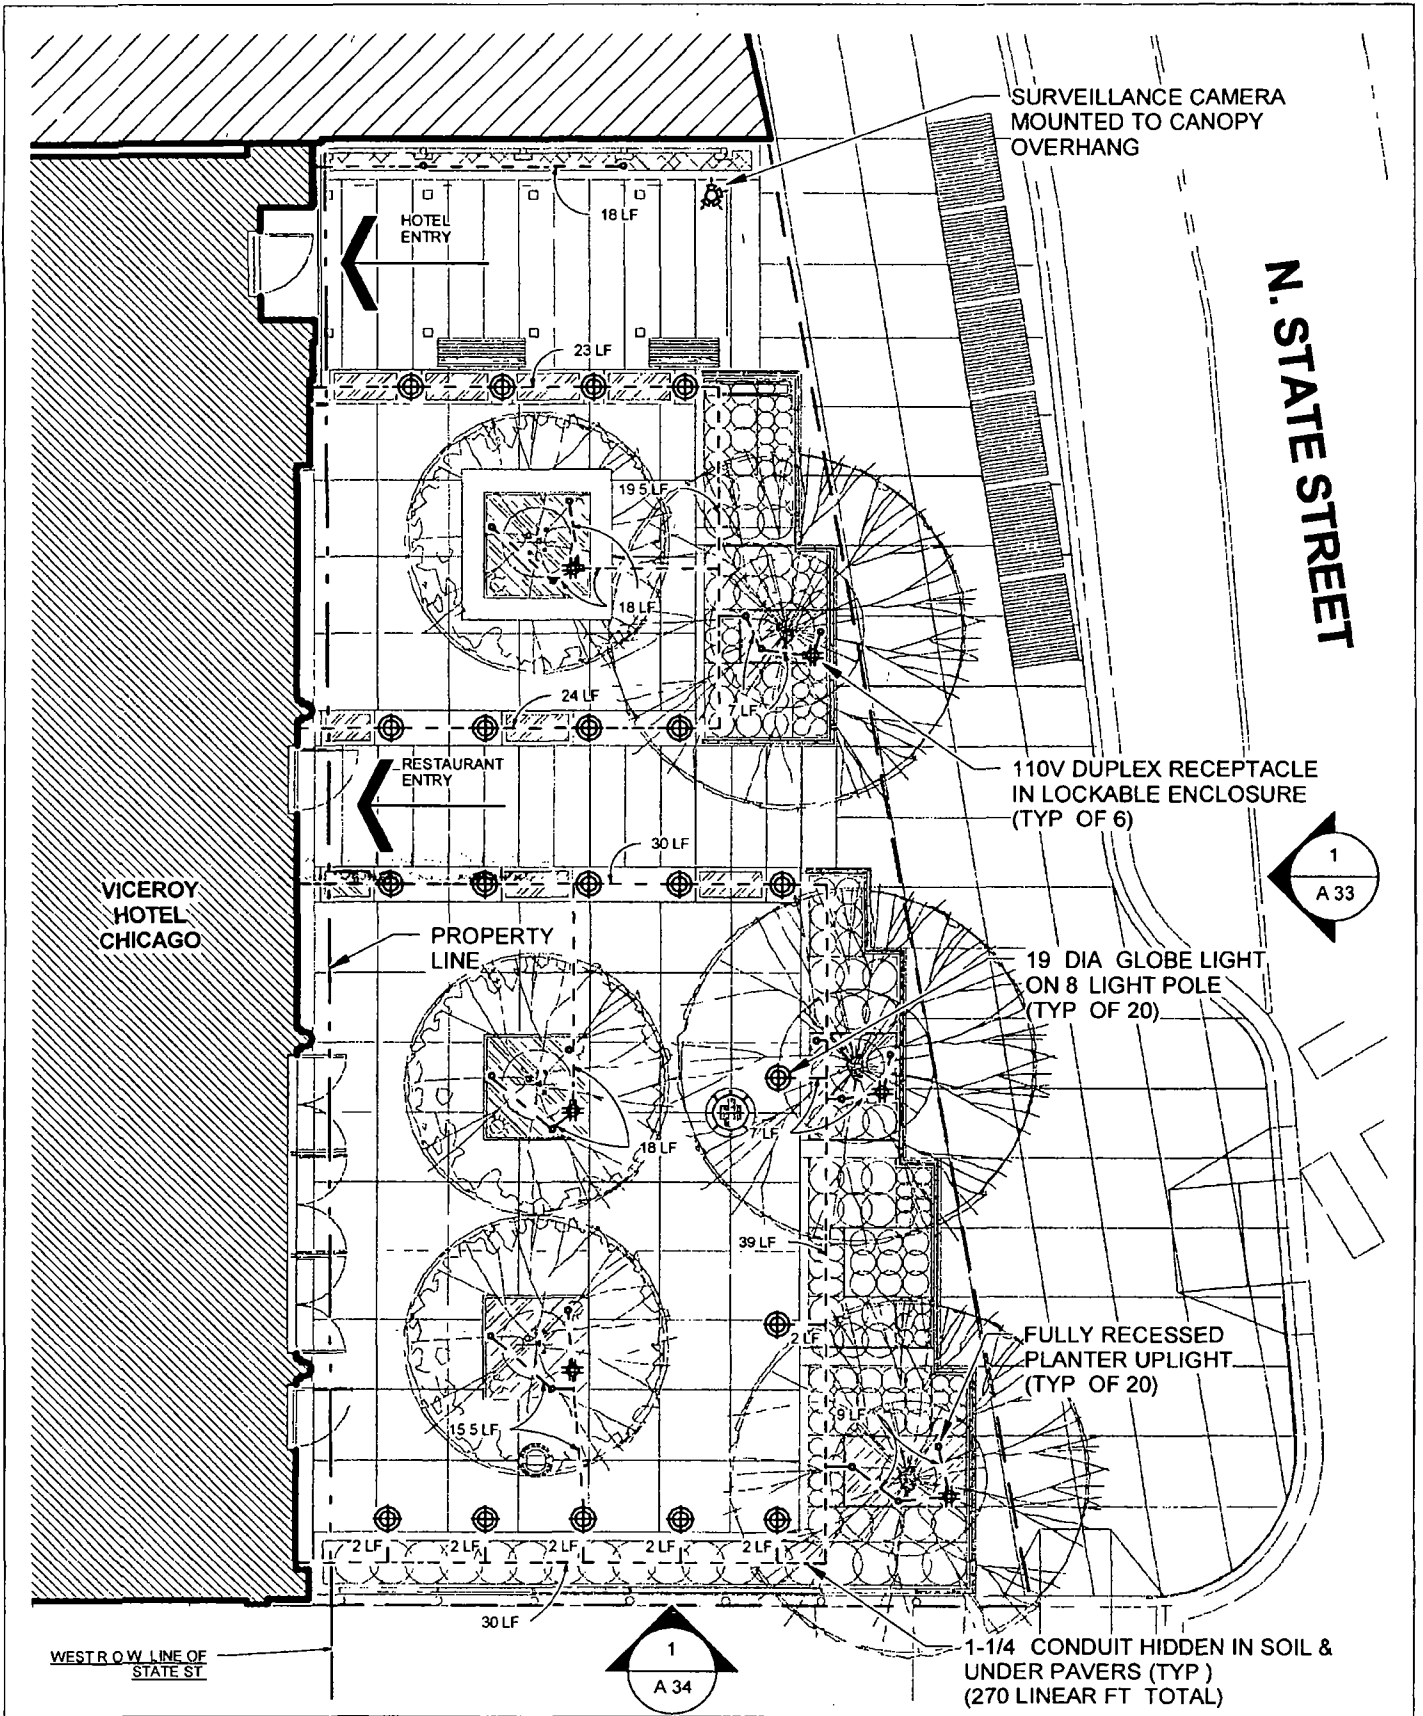 SURVEILLANCE CAMERA
MOUNTED TO CANOPY
OVERHANG
18 LF
HOTEL
ENTRY
N. STATE STREET
23 LF
19 5 LF
18 LF
24 LF
7 LF
RESTAURANT
ENTRY
110V DUPLEX RECEPTACLE
IN LOCKABLE ENCLOSURE
(TYP OF 6)
30 LF
1
A 33
VICEROY
HOTEL
CHICAGO
PROPERTY
LINE
19 DIA GLOBE LIGHT
ON 8 LIGHT POLE
(TYP OF 20)
7 LF
18 LF
39 LF
2 LF
FULLY RECESSED
PLANTER UPLIGHT
(TYP OF 20)
9 LF
15 5 LF
2 LF
2 LF
2 LF
2 LF
2 LF
30 LF
WEST R O W LINE OF
STATE ST
1
A 34
1-1/4 CONDUIT HIDDEN IN SOIL &
UNDER PAVERS (TYP )
(270 LINEAR FT TOTAL)